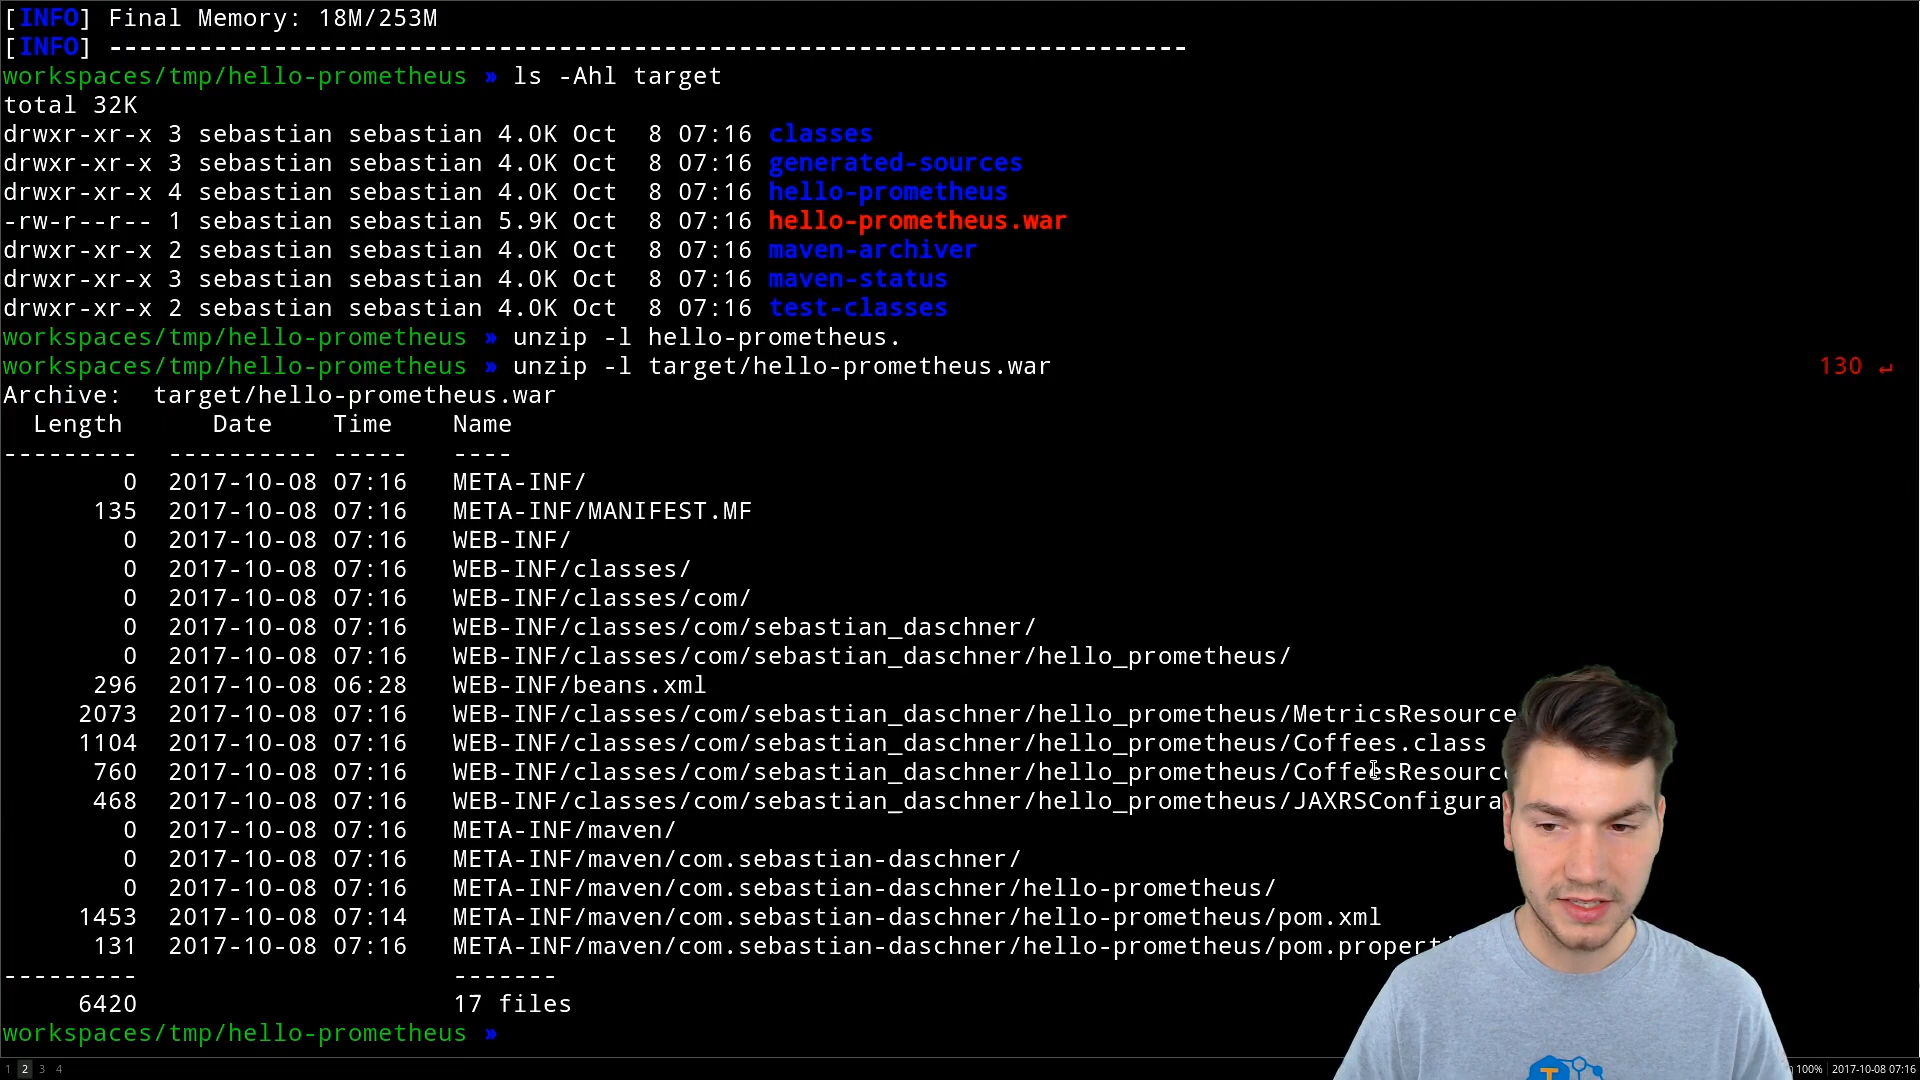 [INFO] Final Memory: 18M/253M
[INFO] ------------------------------------------------------------------------
workspaces/tmp/hello-prometheus » ls -Ahl target
total 32K
drwxr-xr-x 3 sebastian sebastian 4.0K Oct  8 07:16 classes
drwxr-xr-x 3 sebastian sebastian 4.0K Oct  8 07:16 generated-sources
drwxr-xr-x 4 sebastian sebastian 4.0K Oct  8 07:16 hello-prometheus
-rw-r--r-- 1 sebastian sebastian 5.9K Oct  8 07:16 hello-prometheus.war
drwxr-xr-x 2 sebastian sebastian 4.0K Oct  8 07:16 maven-archiver
drwxr-xr-x 3 sebastian sebastian 4.0K Oct  8 07:16 maven-status
drwxr-xr-x 2 sebastian sebastian 4.0K Oct  8 07:16 test-classes
workspaces/tmp/hello-prometheus » unzip -l hello-prometheus.
workspaces/tmp/hello-prometheus » unzip -l target/hello-prometheus.war 130 ↵
Archive:  target/hello-prometheus.war
  Length      Date    Time    Name
---------  ---------- -----   ----
        0  2017-10-08 07:16   META-INF/
      135  2017-10-08 07:16   META-INF/MANIFEST.MF
        0  2017-10-08 07:16   WEB-INF/
        0  2017-10-08 07:16   WEB-INF/classes/
        0  2017-10-08 07:16   WEB-INF/classes/com/
        0  2017-10-08 07:16   WEB-INF/classes/com/sebastian_daschner/
        0  2017-10-08 07:16   WEB-INF/classes/com/sebastian_daschner/hello_prometheus/
      296  2017-10-08 06:28   WEB-INF/beans.xml
     2073  2017-10-08 07:16   WEB-INF/classes/com/sebastian_daschner/hello_prometheus/MetricsResource
     1104  2017-10-08 07:16   WEB-INF/classes/com/sebastian_daschner/hello_prometheus/Coffees.class
      760  2017-10-08 07:16   WEB-INF/classes/com/sebastian_daschner/hello_prometheus/CoffeesResource
      468  2017-10-08 07:16   WEB-INF/classes/com/sebastian_daschner/hello_prometheus/JAXRSConfigura
        0  2017-10-08 07:16   META-INF/maven/
        0  2017-10-08 07:16   META-INF/maven/com.sebastian-daschner/
        0  2017-10-08 07:16   META-INF/maven/com.sebastian-daschner/hello-prometheus/
     1453  2017-10-08 07:14   META-INF/maven/com.sebastian-daschner/hello-prometheus/pom.xml
      131  2017-10-08 07:16   META-INF/maven/com.sebastian-daschner/hello-prometheus/pom.properti
---------                     -------
     6420                     17 files
workspaces/tmp/hello-prometheus »
1 2 3 4 100% 2017-10-08 07:16